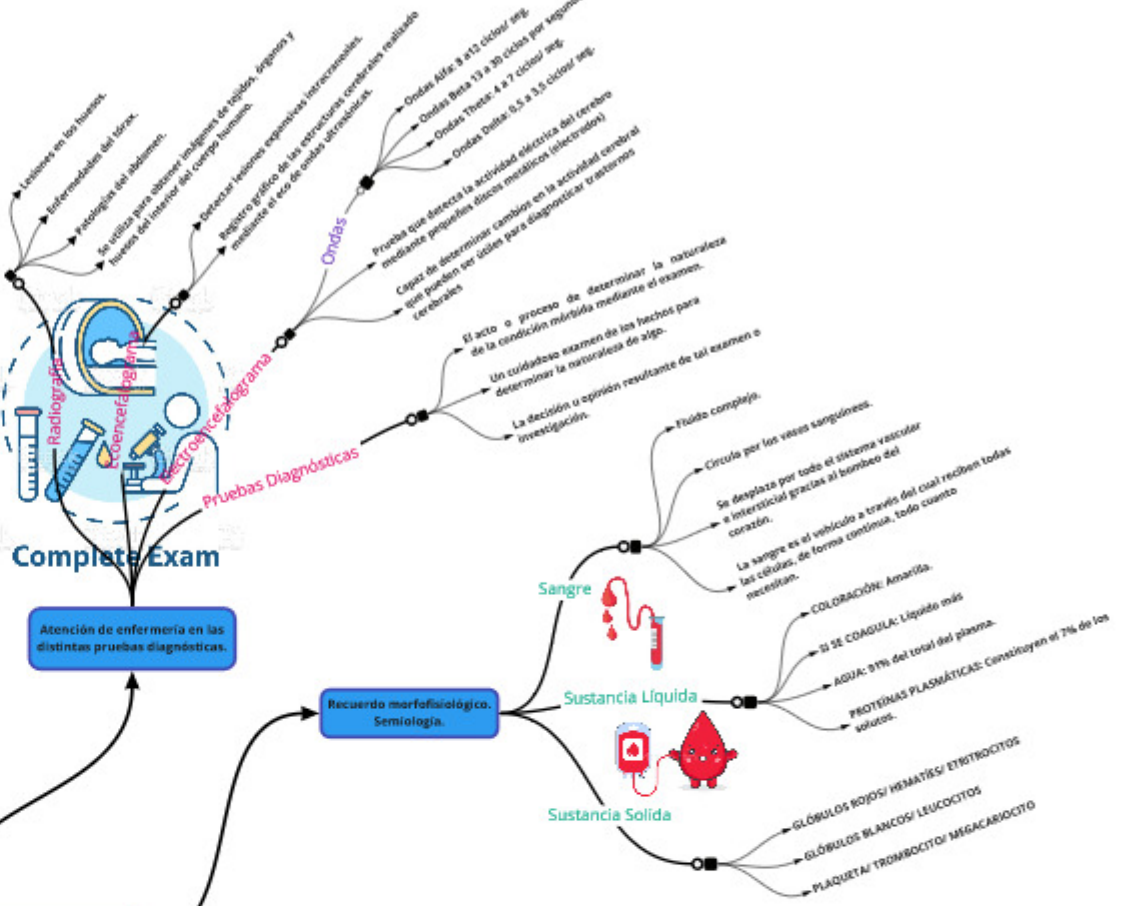 Lesiones en los huesos.
Enfermedades del tórax.
Patologías del abdomen.
Se utiliza para obtener imágenes de tejidos, órganos y
huesos del interior del cuerpo humano.
Radiografía
Detectar lesiones expansivas intracraneales.
Registro gráfico de las estructuras cerebrales realizado
mediante el eco de ondas ultrasónicas.
Ecoencefalograma
Ondas Alfa: 8 a12 ciclos/ seg.
Ondas Beta 13 a 30 ciclos por segundo
Ondas Theta: 4 a 7 ciclos/ seg.
Ondas Delta: 0,5 a 3,5 ciclos/ seg.
Ondas
Prueba que detecta la actividad eléctrica del cerebro
mediante pequeños discos metálicos (electrodos)
Capaz de determinar cambios en la actividad cerebral
que pueden ser útiles para diagnosticar trastornos
cerebrales
Electroencefalograma
El acto o proceso de determinar la naturaleza
de la condición mórbida mediante el examen.
Un cuidadoso examen de los hechos para
determinar la naturaleza de algo.
La decisión u opinión resultante de tal examen o
investigación.
Pruebas Diagnósticas
Complete Exam
Atención de enfermería en las
distintas pruebas diagnósticas.
Fluido complejo.
Circula por los vasos sanguíneos.
Se desplaza por todo el sistema vascular
e intersticial gracias al bombeo del
corazón.
La sangre es el vehículo a través del cual reciben todas
las células, de forma continua, todo cuanto
necesitan.
Sangre
COLORACIÓN: Amarilla.
SI SE COAGULA: Líquido más
AGUA: 91% del total del plasma.
PROTEÍNAS PLASMÁTICAS: Constituyen el 7% de los
solutos.
Sustancia Líquida
Recuerdo morfofisiológico.
Semiología.
Sustancia Solida
GLÓBULOS ROJOS/ HEMATÍES/ ETRITROCITOS
GLÓBULOS BLANCOS/ LEUCOCITOS
PLAQUETA/ TROMBOCITO/ MEGACARIOCITO